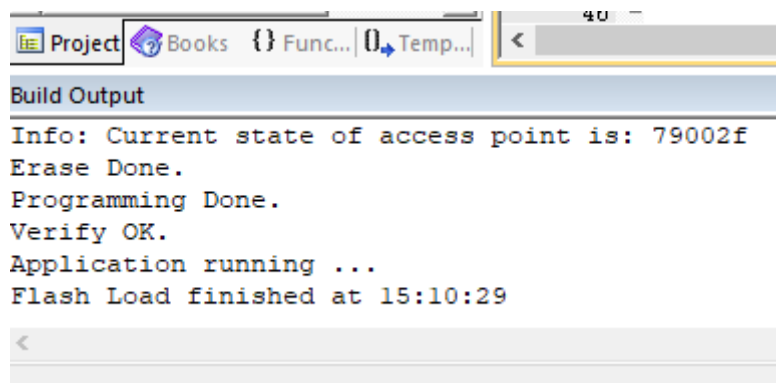 40
Project Books {} Func... 0 Temp...
Build Output
Info: Current state of access point is: 79002f
Erase Done.
Programming Done.
Verify OK.
Application running ...
Flash Load finished at 15:10:29